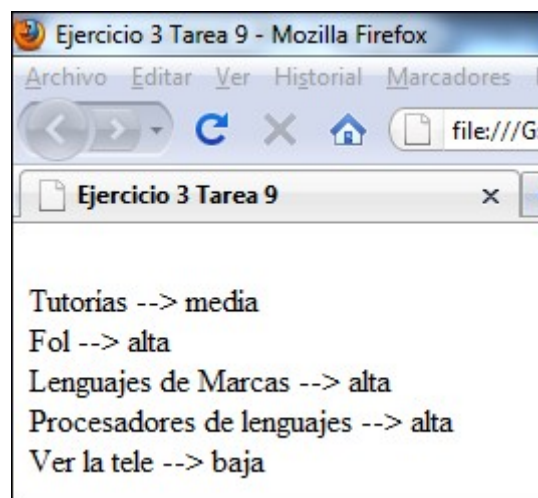 Ejercicio 3 Tarea 9 - Mozilla Firefox
Archivo Editar Ver Historial Marcadores
file:///G
Ejercicio 3 Tarea 9
Tutorías --> media
Fol --> alta
Lenguajes de Marcas --> alta
Procesadores de lenguajes --> alta
Ver la tele --> baja